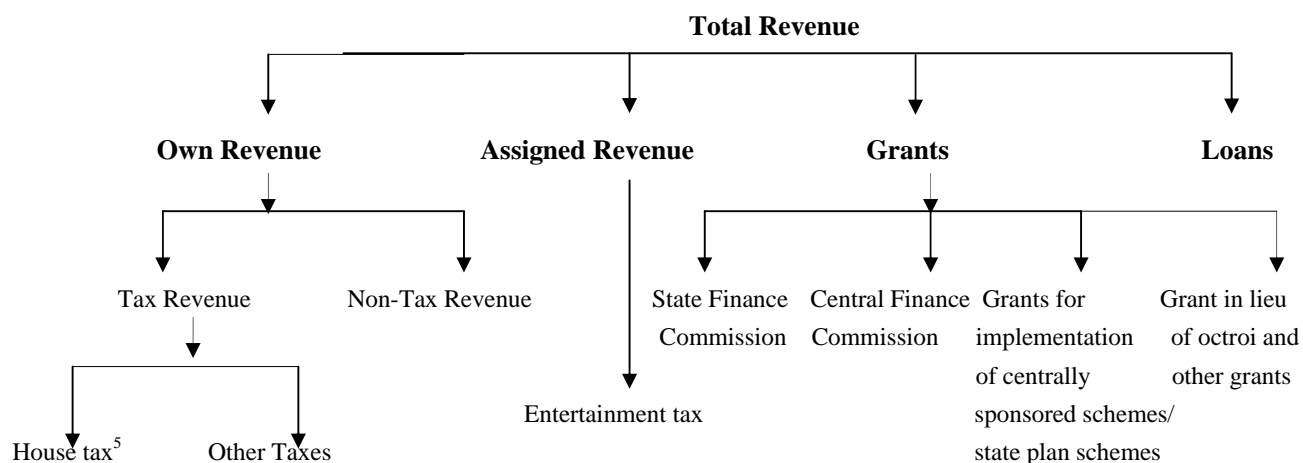 Total Revenue
Own Revenue Assigned Revenue Grants Loans
Tax Revenue Non-Tax Revenue
State Finance
Commission
Central Finance
Commission
Grants for
implementation
of centrally
sponsored schemes/
state plan schemes
Grant in lieu
of octroi and
other grants
Entertainment tax
House tax5 Other Taxes